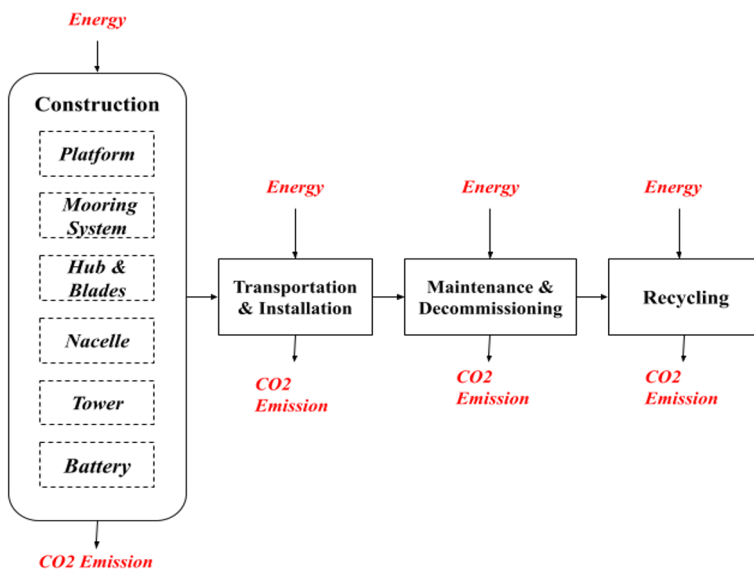 Energy
Construction
Platform
Mooring
System
Hub &
Blades
Nacelle
Tower
Battery
CO2 Emission
Energy
Transportation
& Installation
CO2
Emission
Energy
Maintenance &
Decommissioning
CO2
Emission
Energy
Recycling
CO2
Emission